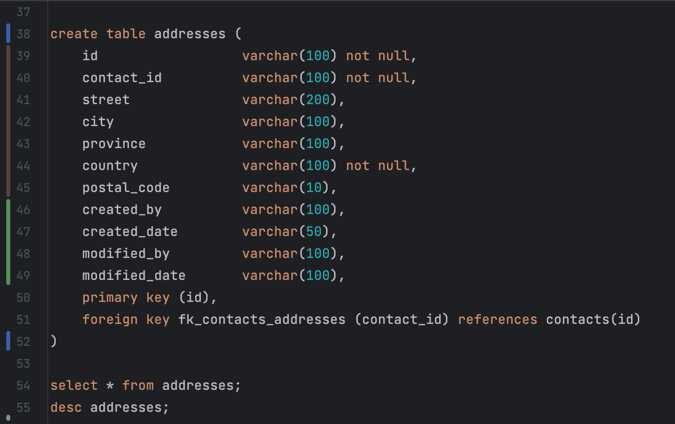 37
38 create table addresses (
39     id                  varchar(100) not null,
40     contact_id          varchar(100) not null,
41     street              varchar(200),
42     city                varchar(100),
43     province            varchar(100),
44     country             varchar(100) not null,
45     postal_code         varchar(10),
46     created_by          varchar(100),
47     created_date        varchar(50),
48     modified_by         varchar(100),
49     modified_date       varchar(100),
50     primary key (id),
51     foreign key fk_contacts_addresses (contact_id) references contacts(id)
52 )
53
54 select * from addresses;
55 desc addresses;